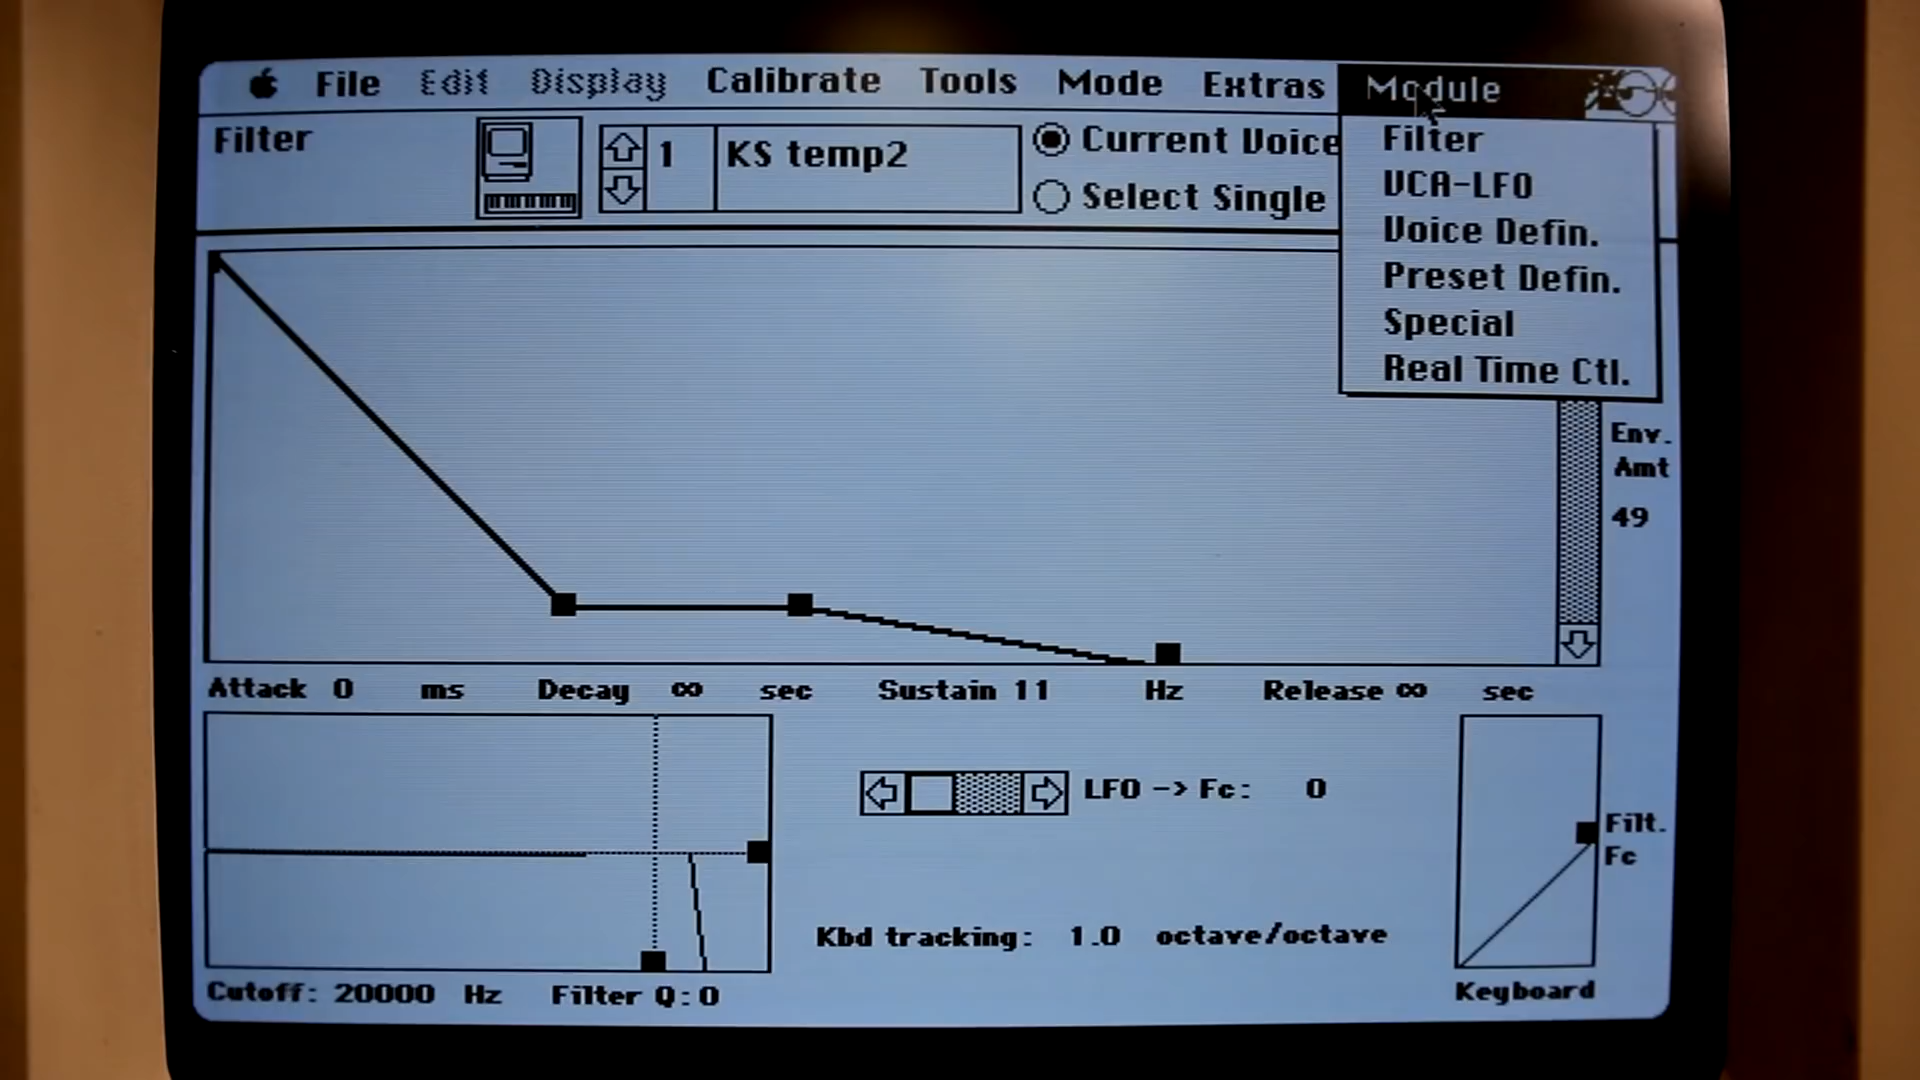 File Edit Display Calibrate Tools Mode Extras Module
Filter
1 KS temp2
Current Voice
Select Single
Filter
VCA-LFO
Voice Defin.
Preset Defin.
Special
Real Time Ctl.
Env.
Amt
49
Attack 0 ms Decay ∞ sec Sustain 11 Hz Release ∞ sec
LFO -> Fc: 0
Filt.
Fc
Kbd tracking: 1.0 octave/octave
Cutoff: 20000 Hz Filter Q: 0
Keyboard